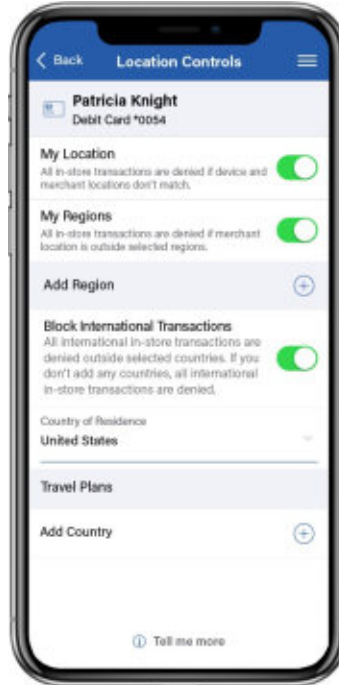 Back
Location Controls
Patricia Knight
Debit Card *0054
My Location
All in-store transactions are denied if device and
merchant locations don't match.
My Regions
All in-store transactions are denied if merchant
location is outside selected regions.
Add Region
Block International Transactions
All international in-store transactions are
denied outside selected countries. If you
don't add any countries, all international
in-store transactions are denied.
Country of Residence
United States
Travel Plans
Add Country
Tell me more